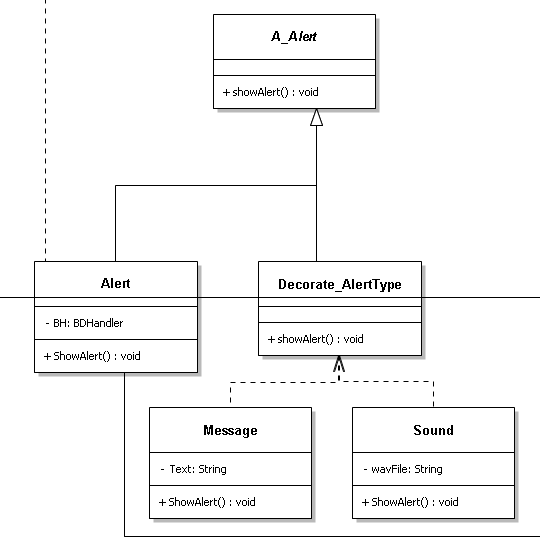 A_Alert
+ showAlert() : void
Alert
- BH: BDHandler
+ ShowAlert() : void
Decorate_AlertType
+ showAlert() : void
Message
- Text: String
+ ShowAlert() : void
Sound
- wavFile: String
+ ShowAlert() : void